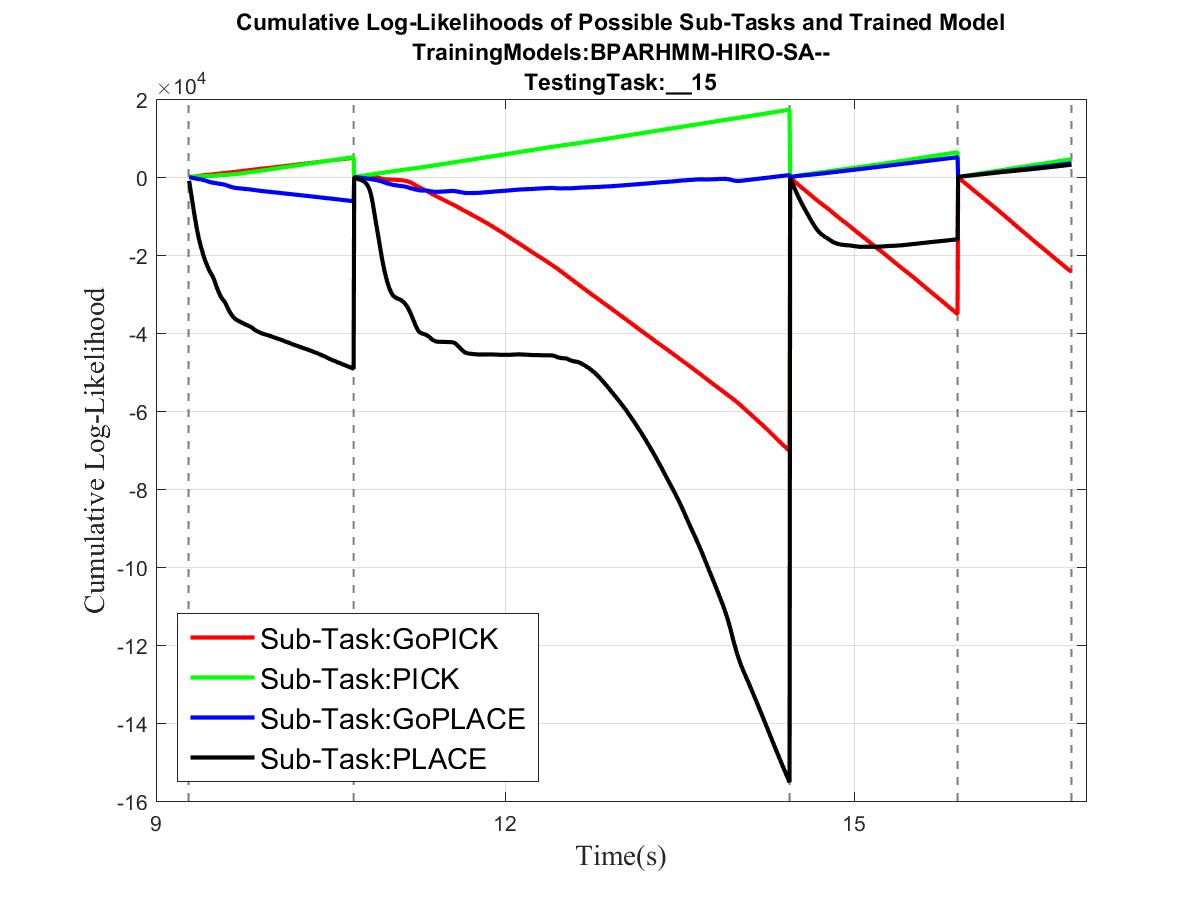 Cumulative Log-Likelihoods of Possible Sub-Tasks and Trained Model
TrainingModels:BPARHMM-HIRO-SA--
TestingTask:__15
×10⁴
2
0
-2
-4
-6
-8
-10
-12
-14
-16
Cumulative Log-Likelihood
Sub-Task:GoPICK
Sub-Task:PICK
Sub-Task:GoPLACE
Sub-Task:PLACE
9 12 15
Time(s)